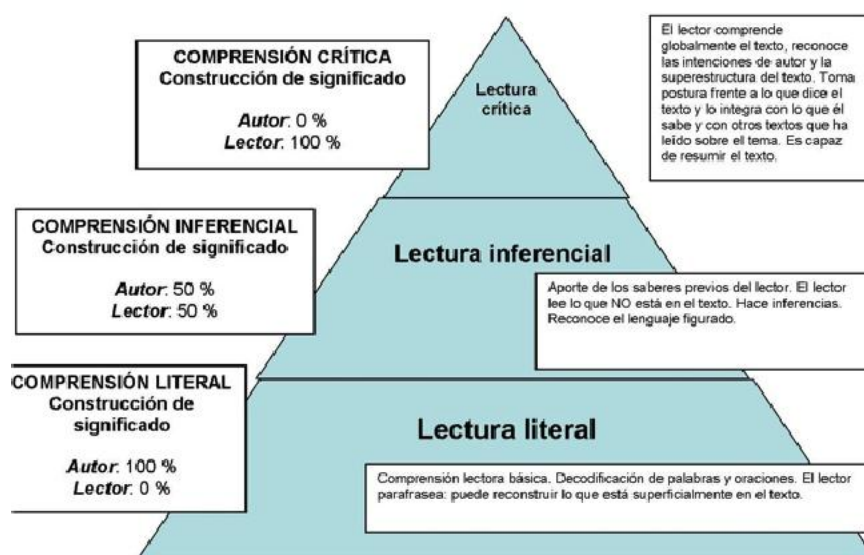 COMPRENSIÓN CRÍTICA
Construcción de significado
Autor: 0 %
Lector: 100 %
Lectura
crítica
El lector comprende
globalmente el texto, reconoce
las intenciones de autor y la
superestructura del texto. Toma
postura frente a lo que dice el
texto y lo integra con lo que él
sabe y con otros textos que ha
leído sobre el tema. Es capaz
de resumir el texto.
COMPRENSIÓN INFERENCIAL
Construcción de significado
Autor: 50 %
Lector: 50 %
Lectura inferencial
Aporte de los saberes previos del lector. El lector
lee lo que NO está en el texto. Hace inferencias.
Reconoce el lenguaje figurado.
COMPRENSIÓN LITERAL
Construcción de
significado
Autor: 100 %
Lector: 0 %
Lectura literal
Comprensión lectora básica. Decodificación de palabras y oraciones. El lector
parafrasea: puede reconstruir lo que está superficialmente en el texto.